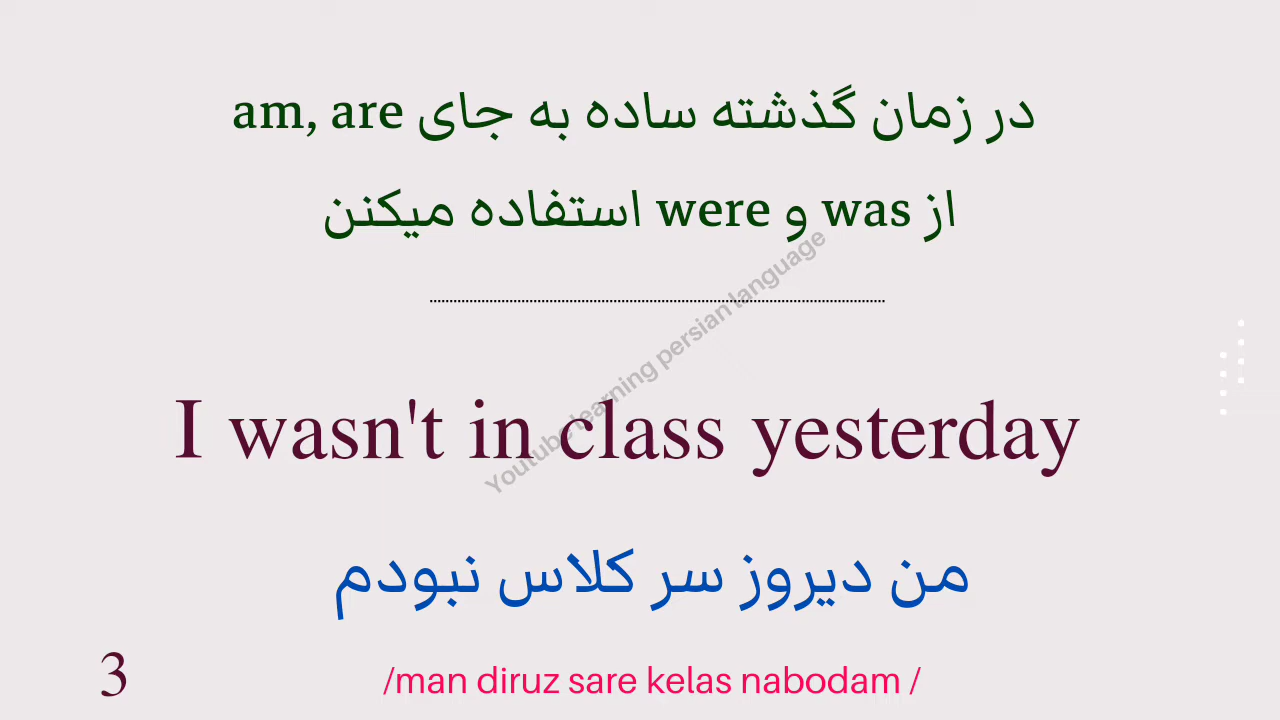 در زمان گذشته ساده به جای am, are
از was و were استفاده میکنن
I wasn't in class yesterday
Youtube learning persian language
من دیروز سر کلاس نبودم
/man diruz sare kelas nabodam /
3